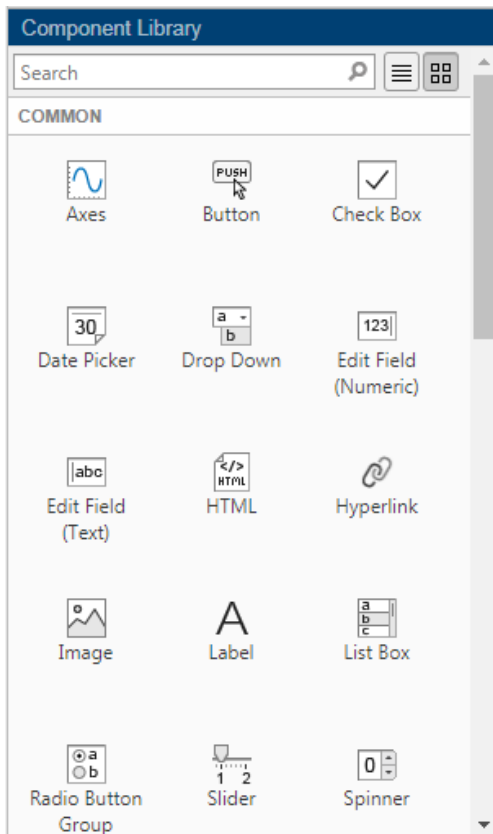 Component Library
Search
COMMON
PUSH
Axes
Button
Check Box
30
a
b
123
Date Picker
Drop Down
Edit Field
(Numeric)
abc
</>
HTML
Edit Field
(Text)
HTML
Hyperlink
A
a
b
c
Image
Label
List Box
a
b
1 2
0
Radio Button
Group
Slider
Spinner